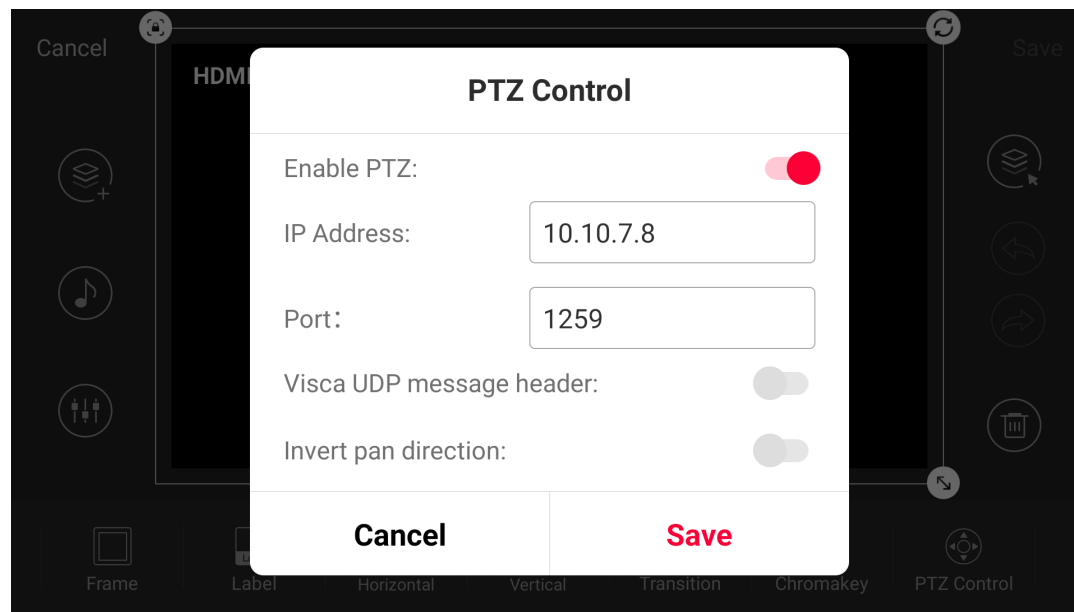 Cancel
Save
HDMI
PTZ Control
Enable PTZ:
IP Address:
10.10.7.8
Port:
1259
Visca UDP message header:
Invert pan direction:
Cancel
Save
Frame
Label
Horizontal
Vertical
Transition
Chromakey
PTZ Control